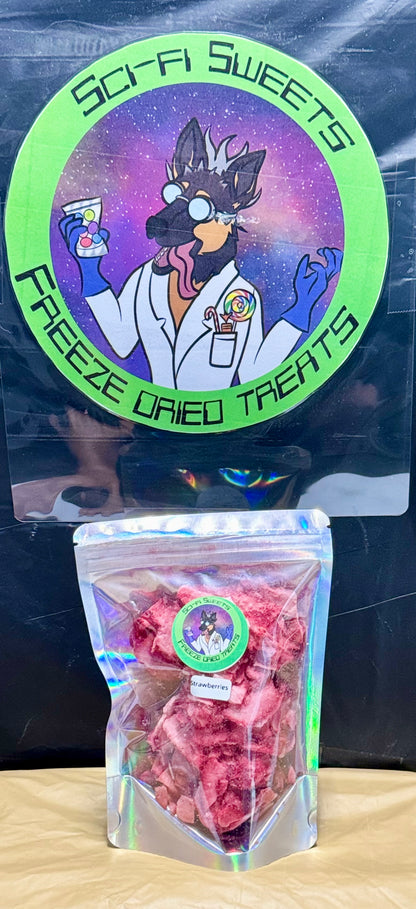 Sci-fi Sweets
Freeze Dried Treats
Sci-fi Sweets
Freeze Dried Treats
Strawberries